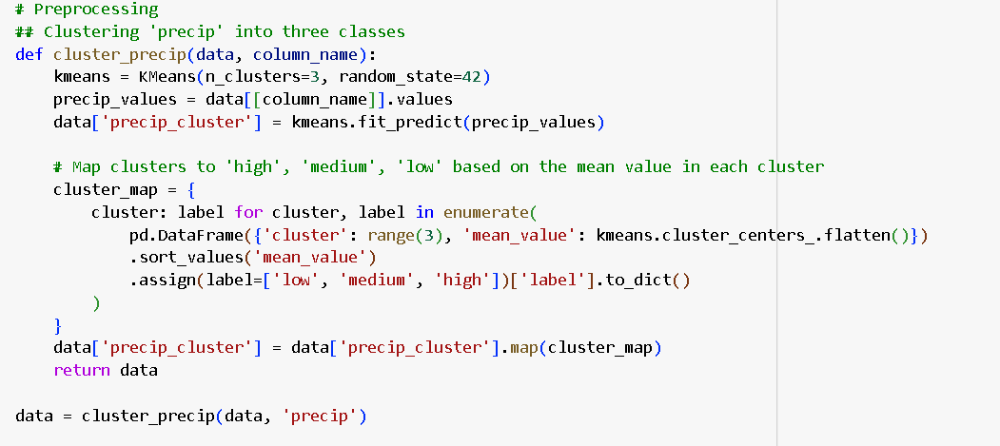 # Preprocessing
## Clustering 'precip' into three classes
def cluster_precip(data, column_name):
    kmeans = KMeans(n_clusters=3, random_state=42)
    precip_values = data[[column_name]].values
    data['precip_cluster'] = kmeans.fit_predict(precip_values)

    # Map clusters to 'high', 'medium', 'low' based on the mean value in each cluster
    cluster_map = {
        cluster: label for cluster, label in enumerate(
            pd.DataFrame({'cluster': range(3), 'mean_value': kmeans.cluster_centers_.flatten()})
            .sort_values('mean_value')
            .assign(label=['low', 'medium', 'high'])['label'].to_dict()
        )
    }
    data['precip_cluster'] = data['precip_cluster'].map(cluster_map)
    return data

data = cluster_precip(data, 'precip')